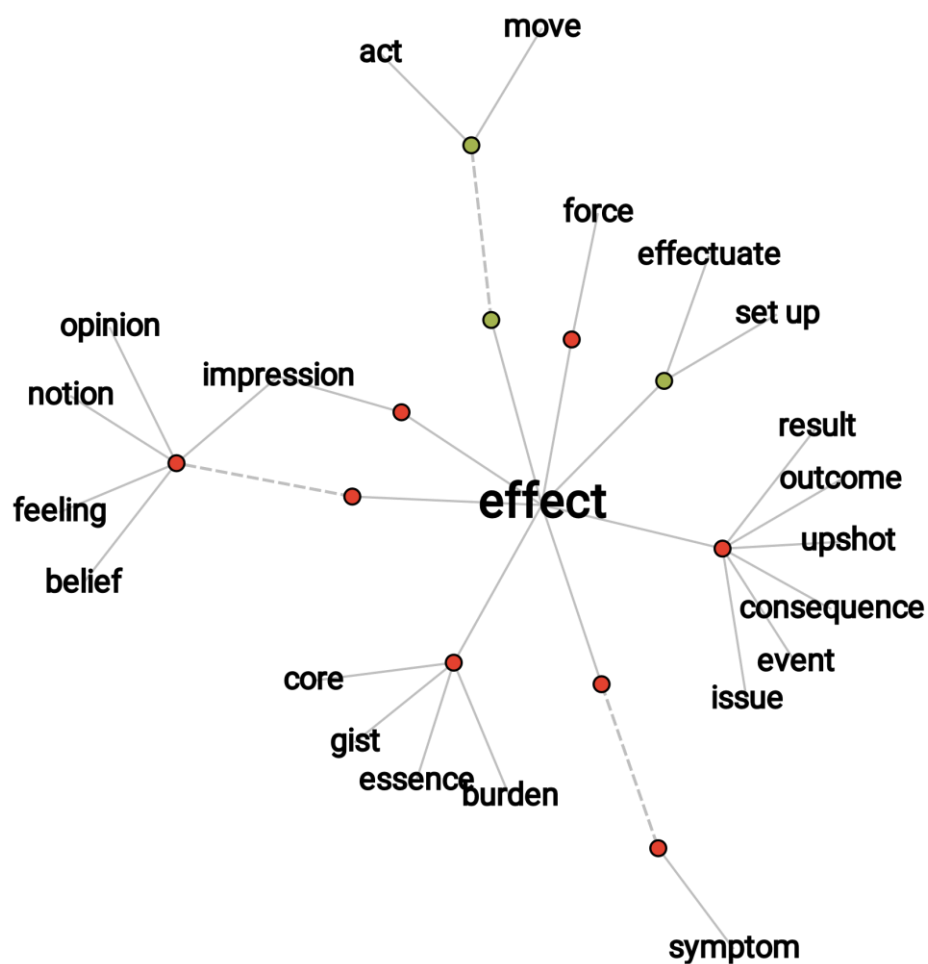 move
act
force
effectuate
set up
opinion
impression
notion
result
outcome
effect
feeling
upshot
belief
consequence
event
core
issue
gist
essence
burden
symptom